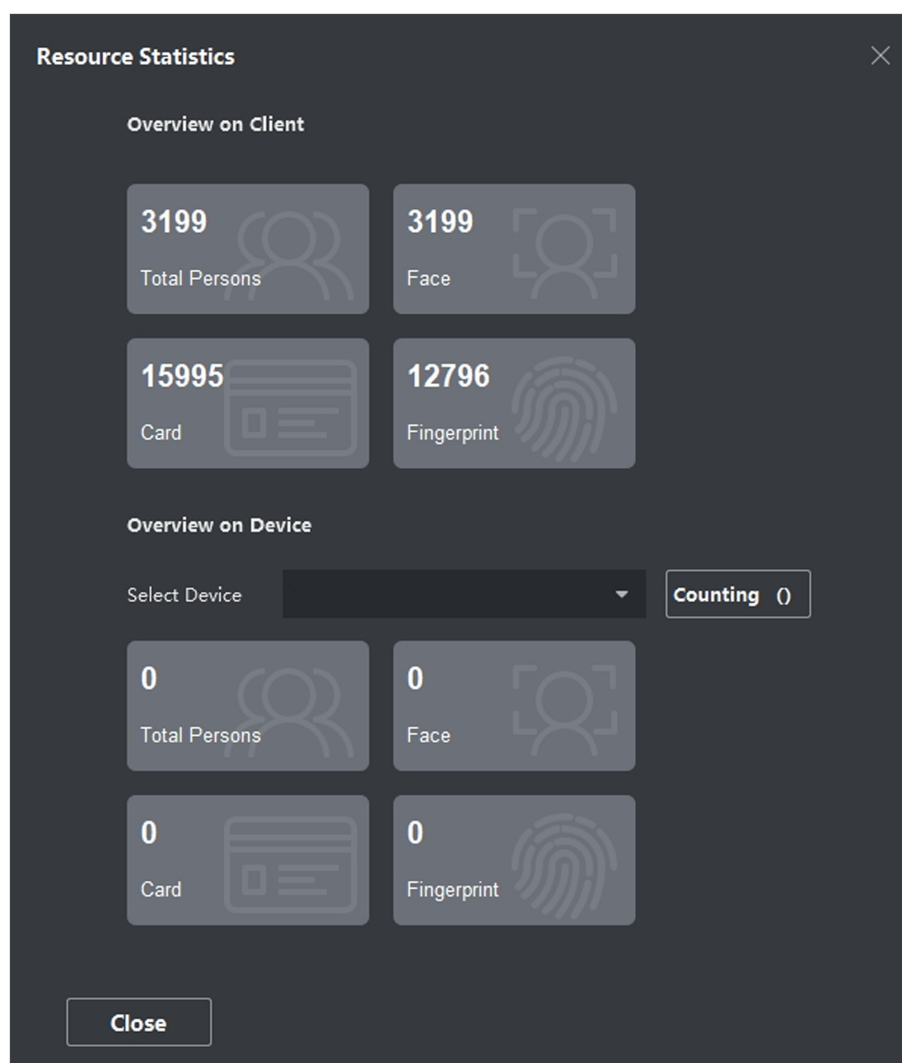 Resource Statistics
Overview on Client
3199
Total Persons
3199
Face
15995
Card
12796
Fingerprint
Overview on Device
Select Device
Counting ()
0
Total Persons
0
Face
0
Card
0
Fingerprint
Close